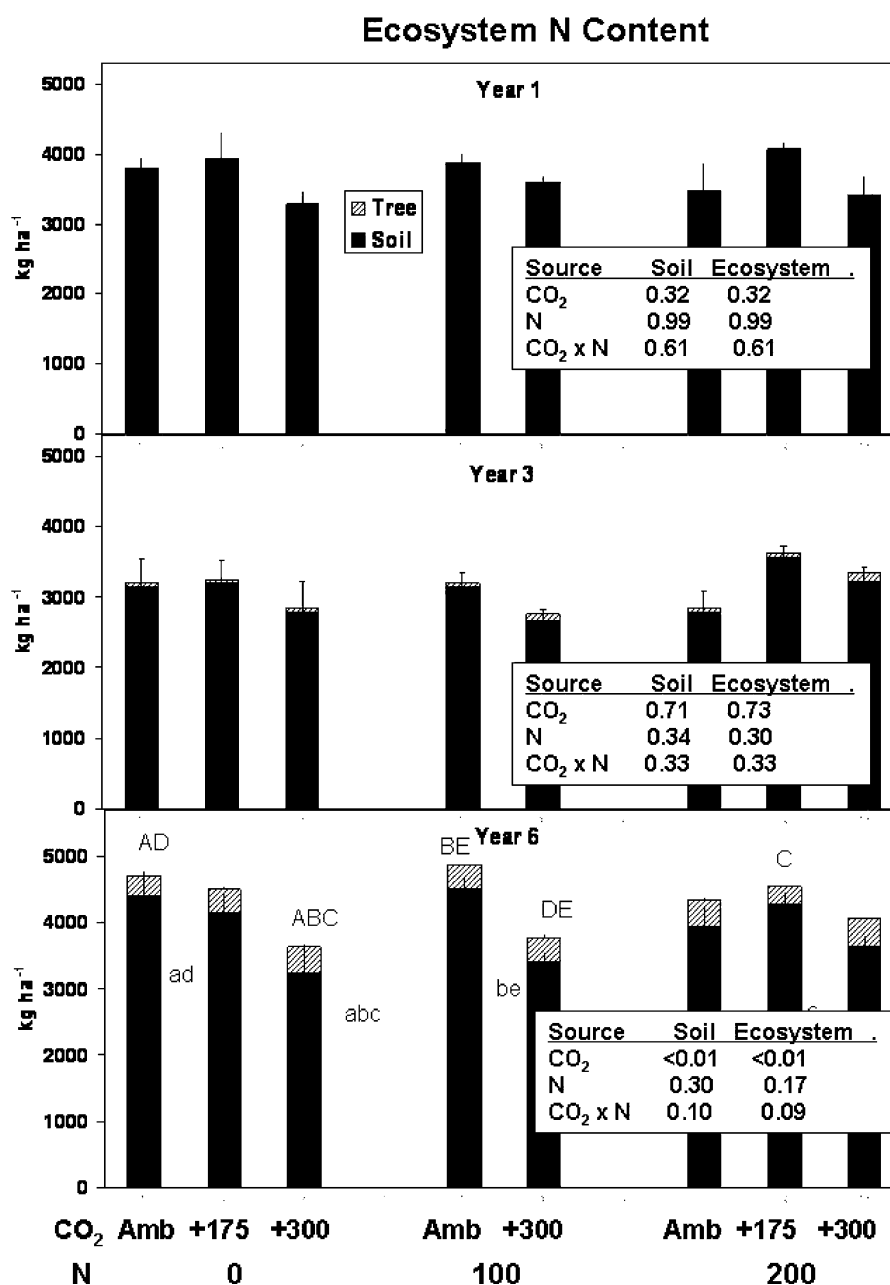 Ecosystem N Content
Year 1
5000
4000
3000
2000
1000
0
kg ha⁻¹
Tree
Soil
Source Soil Ecosystem .
CO₂ 0.32 0.32
N 0.99 0.99
CO₂ x N 0.61 0.61
Year 3
5000
4000
3000
2000
1000
0
kg ha⁻¹
Source Soil Ecosystem .
CO₂ 0.71 0.73
N 0.34 0.30
CO₂ x N 0.33 0.33
Year 6
5000
4000
3000
2000
1000
0
kg ha⁻¹
AD
BE
C
ABC
DE
ad
be
abc
Source Soil Ecosystem .
CO₂ <0.01 <0.01
N 0.30 0.17
CO₂ x N 0.10 0.09
CO₂ Amb +175 +300 Amb +300 Amb +175 +300
N 0 100 200